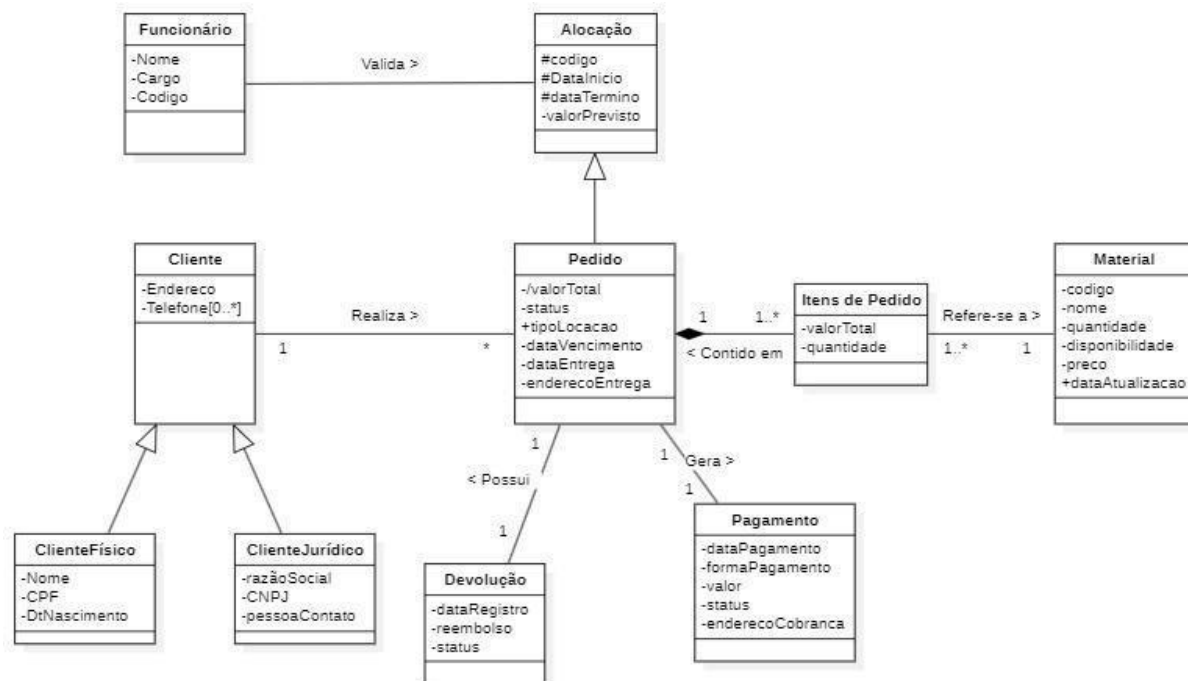 Funcionário
-Nome
-Cargo
-Codigo
Valida >
Alocação
#codigo
#DataInicio
#dataTermino
-valorPrevisto
Cliente
-Endereco
-Telefone[0..*]
Realiza >
1
*
Pedido
-/valorTotal
-status
+tipoLocacao
-dataVencimento
-dataEntrega
-enderecoEntrega
1
1..*
< Contido em
Itens de Pedido
-valorTotal
-quantidade
Refere-se a >
1..*
1
Material
-codigo
-nome
-quantidade
-disponibilidade
-preco
+dataAtualizacao
1
< Possui
1
1
Gera >
1
ClienteFísico
-Nome
-CPF
-DtNascimento
ClienteJurídico
-razãoSocial
-CNPJ
-pessoaContato
Devolução
-dataRegistro
-reembolso
-status
Pagamento
-dataPagamento
-formaPagamento
-valor
-status
-enderecoCobranca